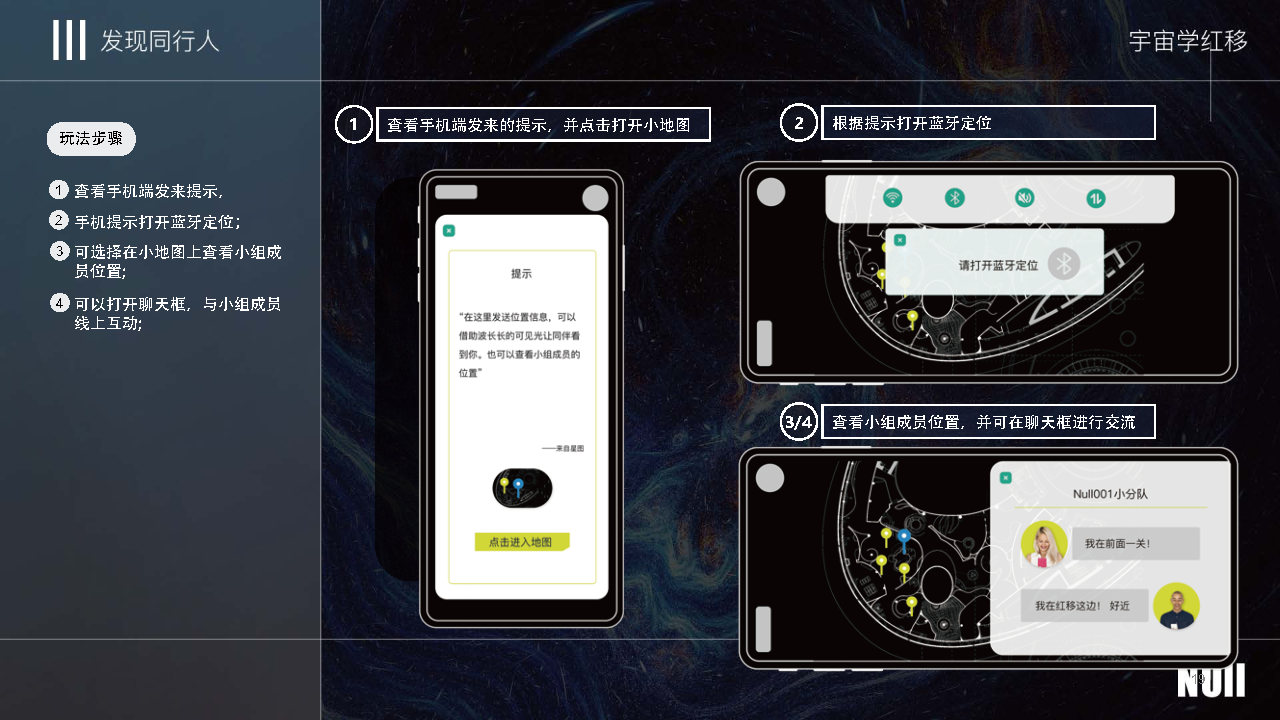 发现同行人
宇宙学红移
玩法步骤
1 查看手机端发来提示,
2 手机提示打开蓝牙定位;
3 可选择在小地图上查看小组成
员位置;
4 可以打开聊天框，与小组成员
线上互动;
1 查看手机端发来的提示，并点击打开小地图
提示
“在这里发送位置信息，可以
借助波长长的可见光让同伴看
到你。也可以查看小组成员的
位置”
——来自星图
点击进入地图
2 根据提示打开蓝牙定位
请打开蓝牙定位
3/4 查看小组成员位置，并可在聊天框进行交流
Null001小分队
我在前面一关！
我在红移这边！ 好近
NUll
19